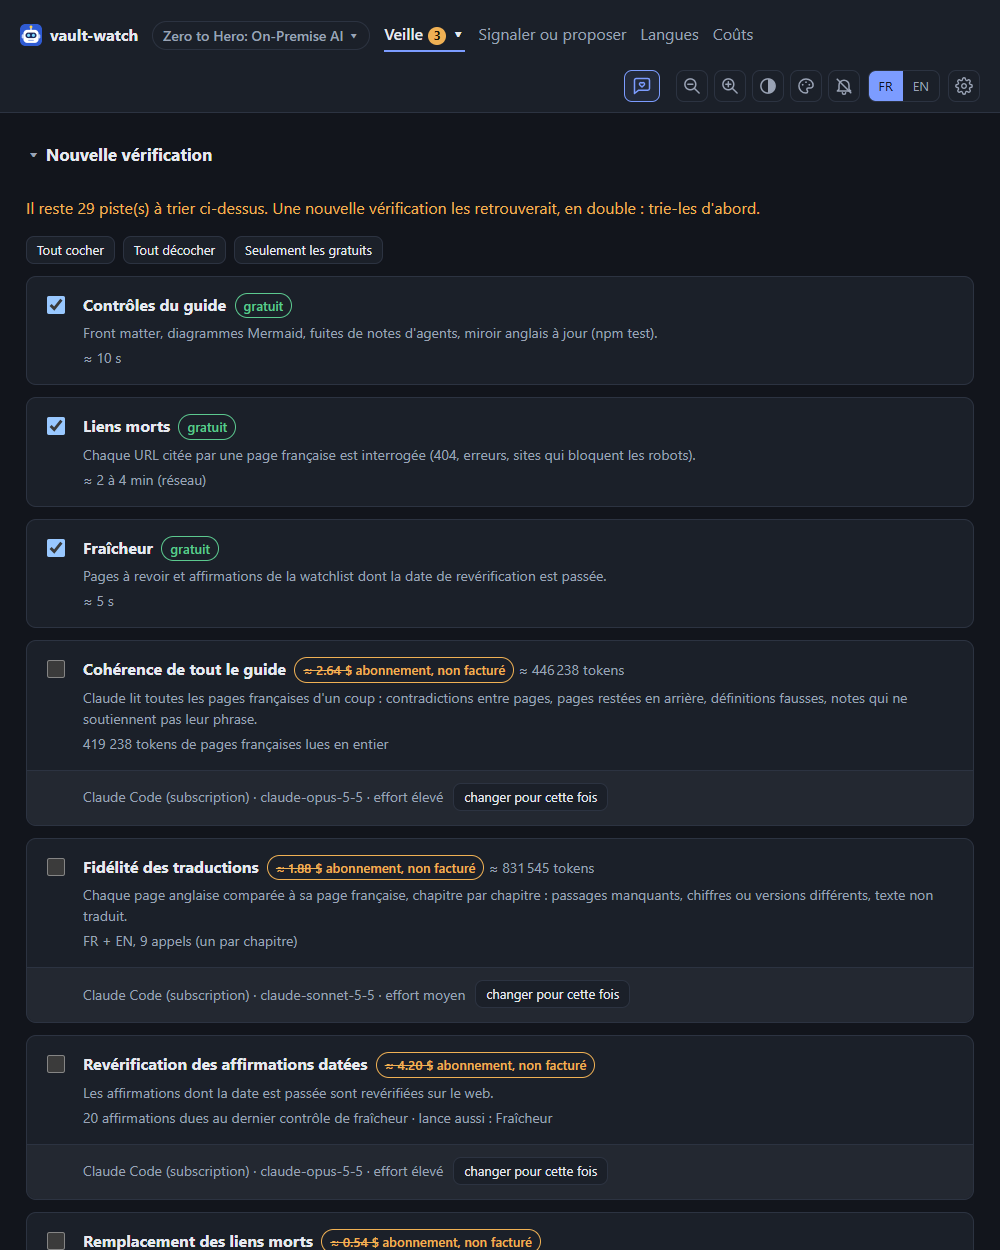 vault-watch
Zero to Hero: On-Premise AI
Veille 3
Signaler ou proposer
Langues
Coûts
FR
EN
Nouvelle vérification
Il reste 29 piste(s) à trier ci-dessus. Une nouvelle vérification les retrouverait, en double : trie-les d'abord.
Tout cocher
Tout décocher
Seulement les gratuits
Contrôles du guide gratuit
Front matter, diagrammes Mermaid, fuites de notes d'agents, miroir anglais à jour (npm test).
≈ 10 s
Liens morts gratuit
Chaque URL citée par une page française est interrogée (404, erreurs, sites qui bloquent les robots).
≈ 2 à 4 min (réseau)
Fraîcheur gratuit
Pages à revoir et affirmations de la watchlist dont la date de revérification est passée.
≈ 5 s
Cohérence de tout le guide ≈ 2.64 $ abonnement, non facturé ≈ 446 238 tokens
Claude lit toutes les pages françaises d'un coup : contradictions entre pages, pages restées en arrière, définitions fausses, notes qui ne
soutiennent pas leur phrase.
419 238 tokens de pages françaises lues en entier
Claude Code (subscription) · claude-opus-5-5 · effort élevé changer pour cette fois
Fidélité des traductions ≈ 1.88 $ abonnement, non facturé ≈ 831 545 tokens
Chaque page anglaise comparée à sa page française, chapitre par chapitre : passages manquants, chiffres ou versions différents, texte non
traduit.
FR + EN, 9 appels (un par chapitre)
Claude Code (subscription) · claude-sonnet-5-5 · effort moyen changer pour cette fois
Revérification des affirmations datées ≈ 4.20 $ abonnement, non facturé
Les affirmations dont la date est passée sont revérifiées sur le web.
20 affirmations dues au dernier contrôle de fraîcheur · lance aussi : Fraîcheur
Claude Code (subscription) · claude-opus-5-5 · effort élevé changer pour cette fois
Remplacement des liens morts ≈ 0.54 $ abonnement, non facturé